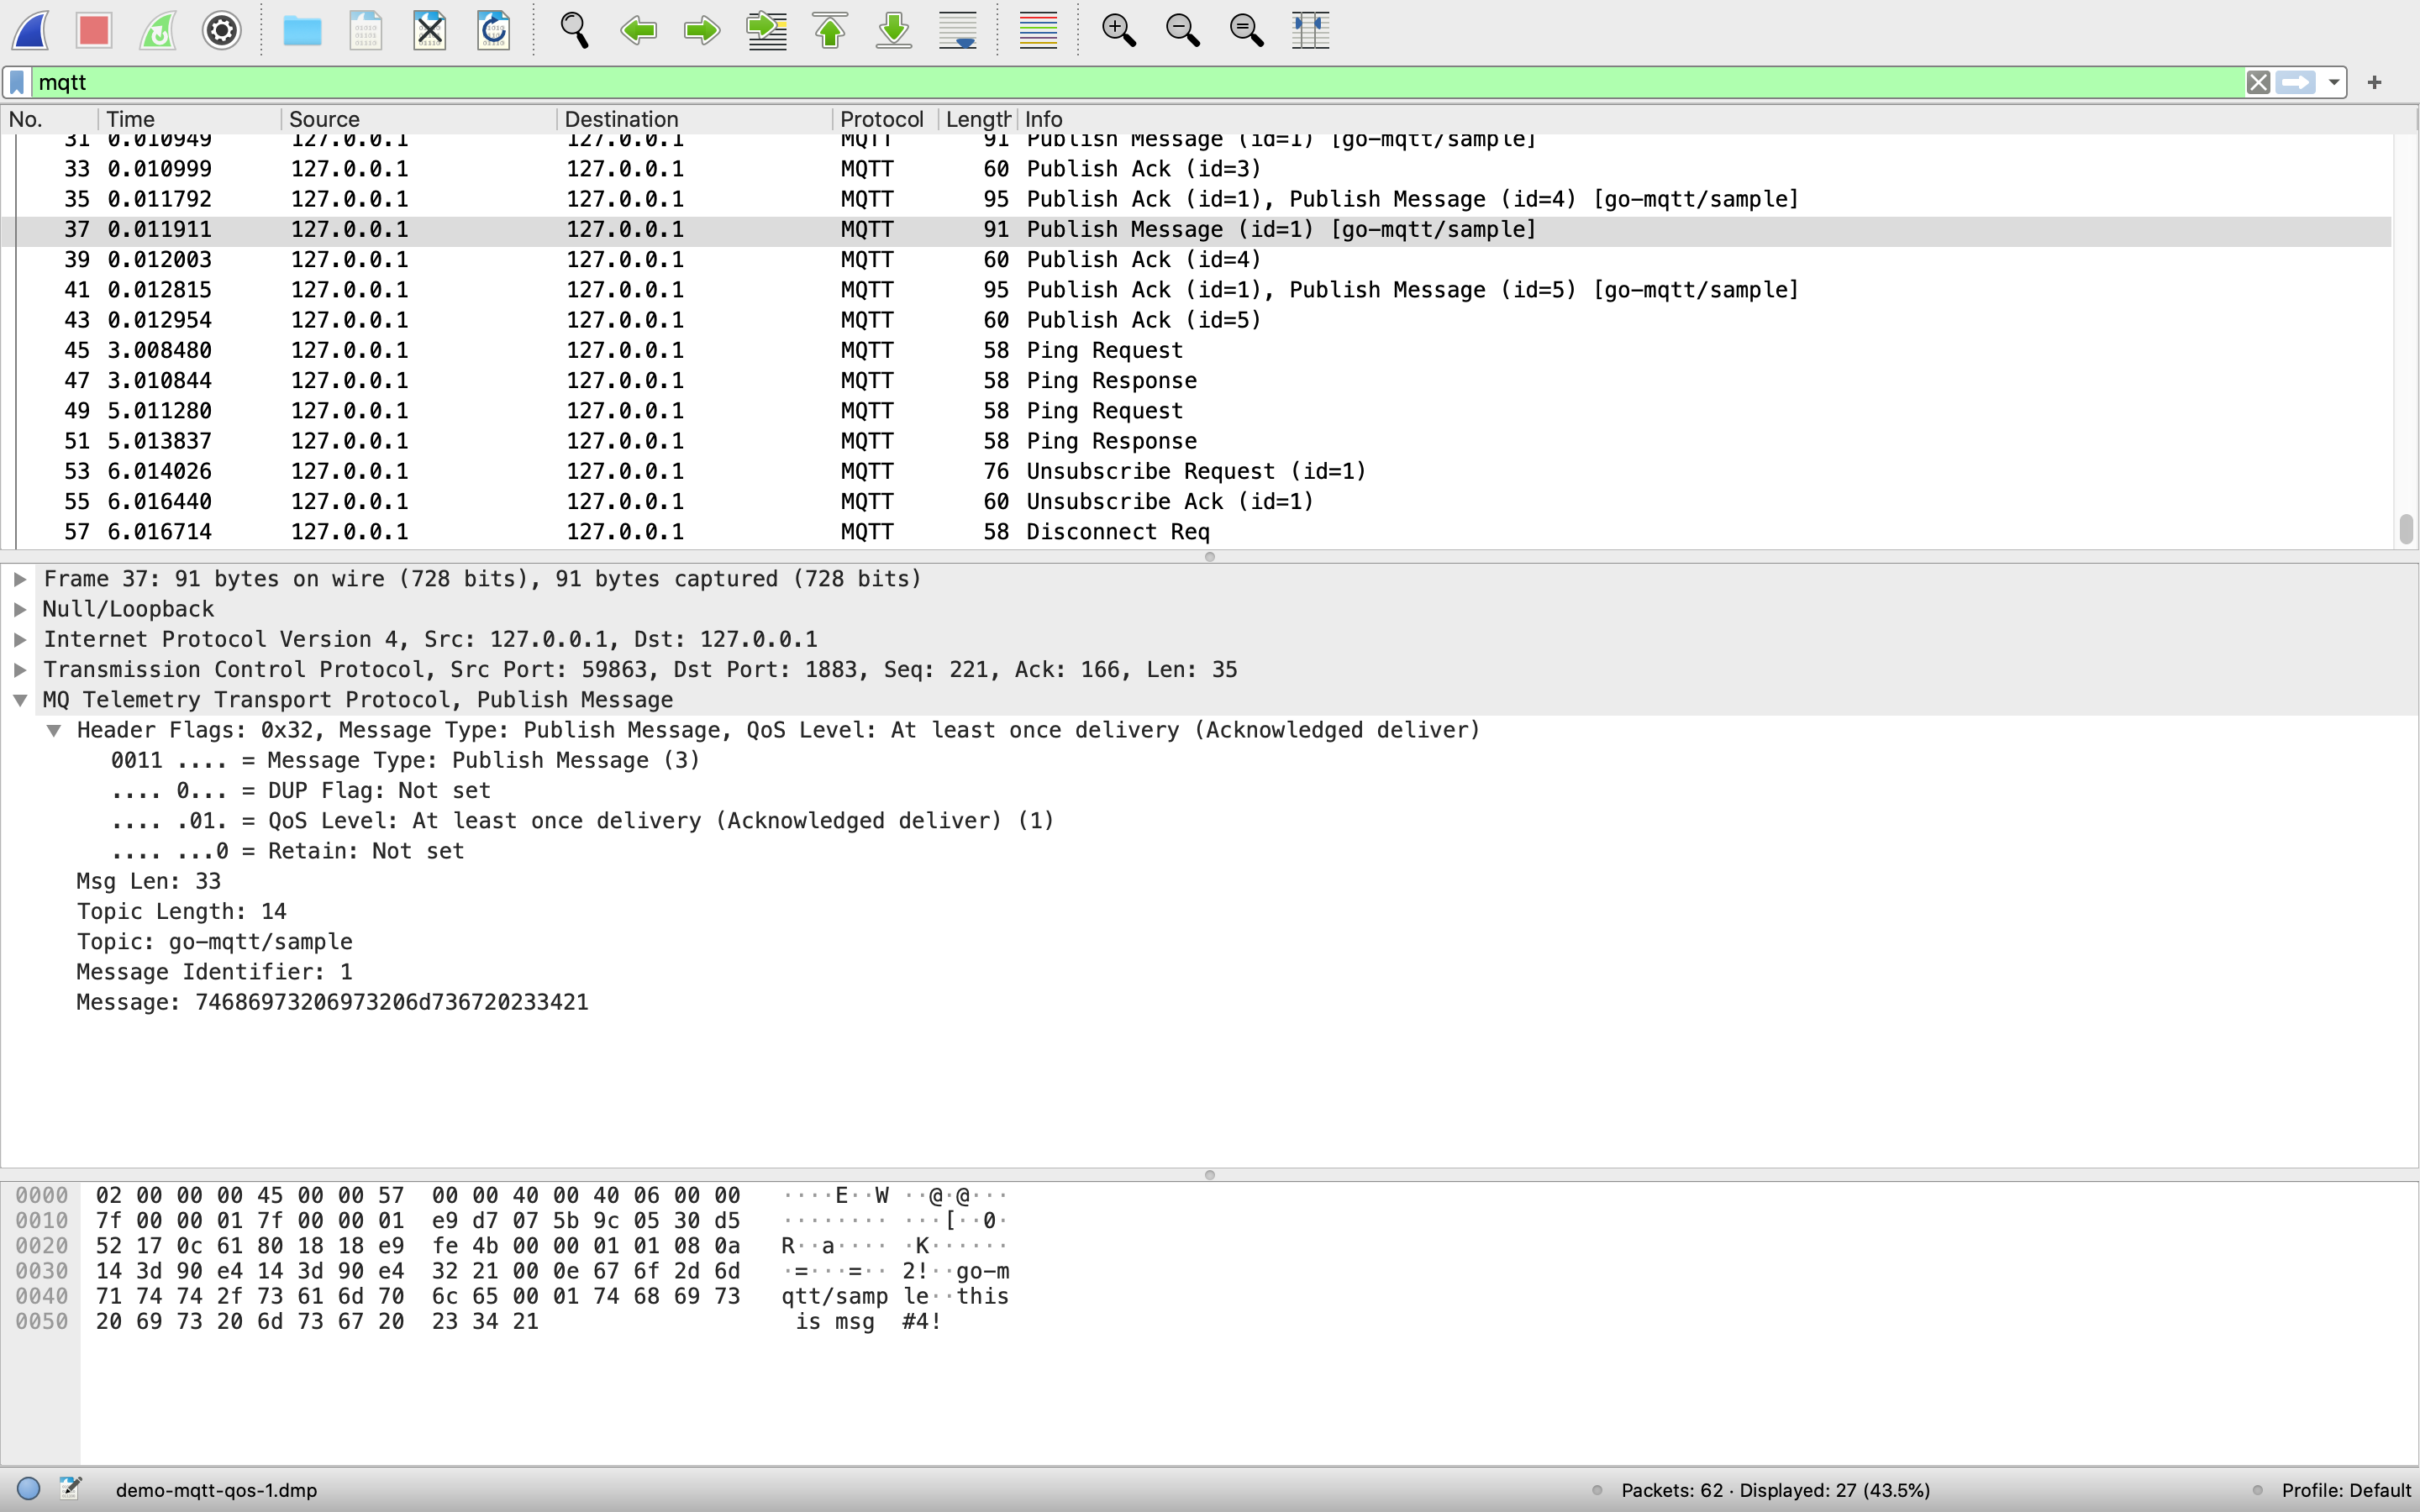 mqtt
No. Time Source Destination Protocol Length Info
31 0.010949 127.0.0.1 127.0.0.1 MQTT 91 Publish Message (id=1) [go-mqtt/sample]
33 0.010999 127.0.0.1 127.0.0.1 MQTT 60 Publish Ack (id=3)
35 0.011792 127.0.0.1 127.0.0.1 MQTT 95 Publish Ack (id=1), Publish Message (id=4) [go-mqtt/sample]
37 0.011911 127.0.0.1 127.0.0.1 MQTT 91 Publish Message (id=1) [go-mqtt/sample]
39 0.012003 127.0.0.1 127.0.0.1 MQTT 60 Publish Ack (id=4)
41 0.012815 127.0.0.1 127.0.0.1 MQTT 95 Publish Ack (id=1), Publish Message (id=5) [go-mqtt/sample]
43 0.012954 127.0.0.1 127.0.0.1 MQTT 60 Publish Ack (id=5)
45 3.008480 127.0.0.1 127.0.0.1 MQTT 58 Ping Request
47 3.010844 127.0.0.1 127.0.0.1 MQTT 58 Ping Response
49 5.011280 127.0.0.1 127.0.0.1 MQTT 58 Ping Request
51 5.013837 127.0.0.1 127.0.0.1 MQTT 58 Ping Response
53 6.014026 127.0.0.1 127.0.0.1 MQTT 76 Unsubscribe Request (id=1)
55 6.016440 127.0.0.1 127.0.0.1 MQTT 60 Unsubscribe Ack (id=1)
57 6.016714 127.0.0.1 127.0.0.1 MQTT 58 Disconnect Req
Frame 37: 91 bytes on wire (728 bits), 91 bytes captured (728 bits)
Null/Loopback
Internet Protocol Version 4, Src: 127.0.0.1, Dst: 127.0.0.1
Transmission Control Protocol, Src Port: 59863, Dst Port: 1883, Seq: 221, Ack: 166, Len: 35
MQ Telemetry Transport Protocol, Publish Message
Header Flags: 0x32, Message Type: Publish Message, QoS Level: At least once delivery (Acknowledged deliver)
0011 .... = Message Type: Publish Message (3)
.... 0... = DUP Flag: Not set
.... .01. = QoS Level: At least once delivery (Acknowledged deliver) (1)
.... ...0 = Retain: Not set
Msg Len: 33
Topic Length: 14
Topic: go-mqtt/sample
Message Identifier: 1
Message: 74686973206973206d736720233421
0000 02 00 00 00 45 00 00 57 00 00 40 00 40 06 00 00 ····E··W ··@·@···
0010 7f 00 00 01 7f 00 00 01 e9 d7 07 5b 9c 05 30 d5 ········ ···[··0·
0020 52 17 0c 61 80 18 18 e9 fe 4b 00 00 01 01 08 0a R··a···· ·K······
0030 14 3d 90 e4 14 3d 90 e4 32 21 00 0e 67 6f 2d 6d ·=···=·· 2!··go-m
0040 71 74 74 2f 73 61 6d 70 6c 65 00 01 74 68 69 73 qtt/samp le··this
0050 20 69 73 20 6d 73 67 20 23 34 21 is msg #4!
demo-mqtt-qos-1.dmp Packets: 62 · Displayed: 27 (43.5%) Profile: Default